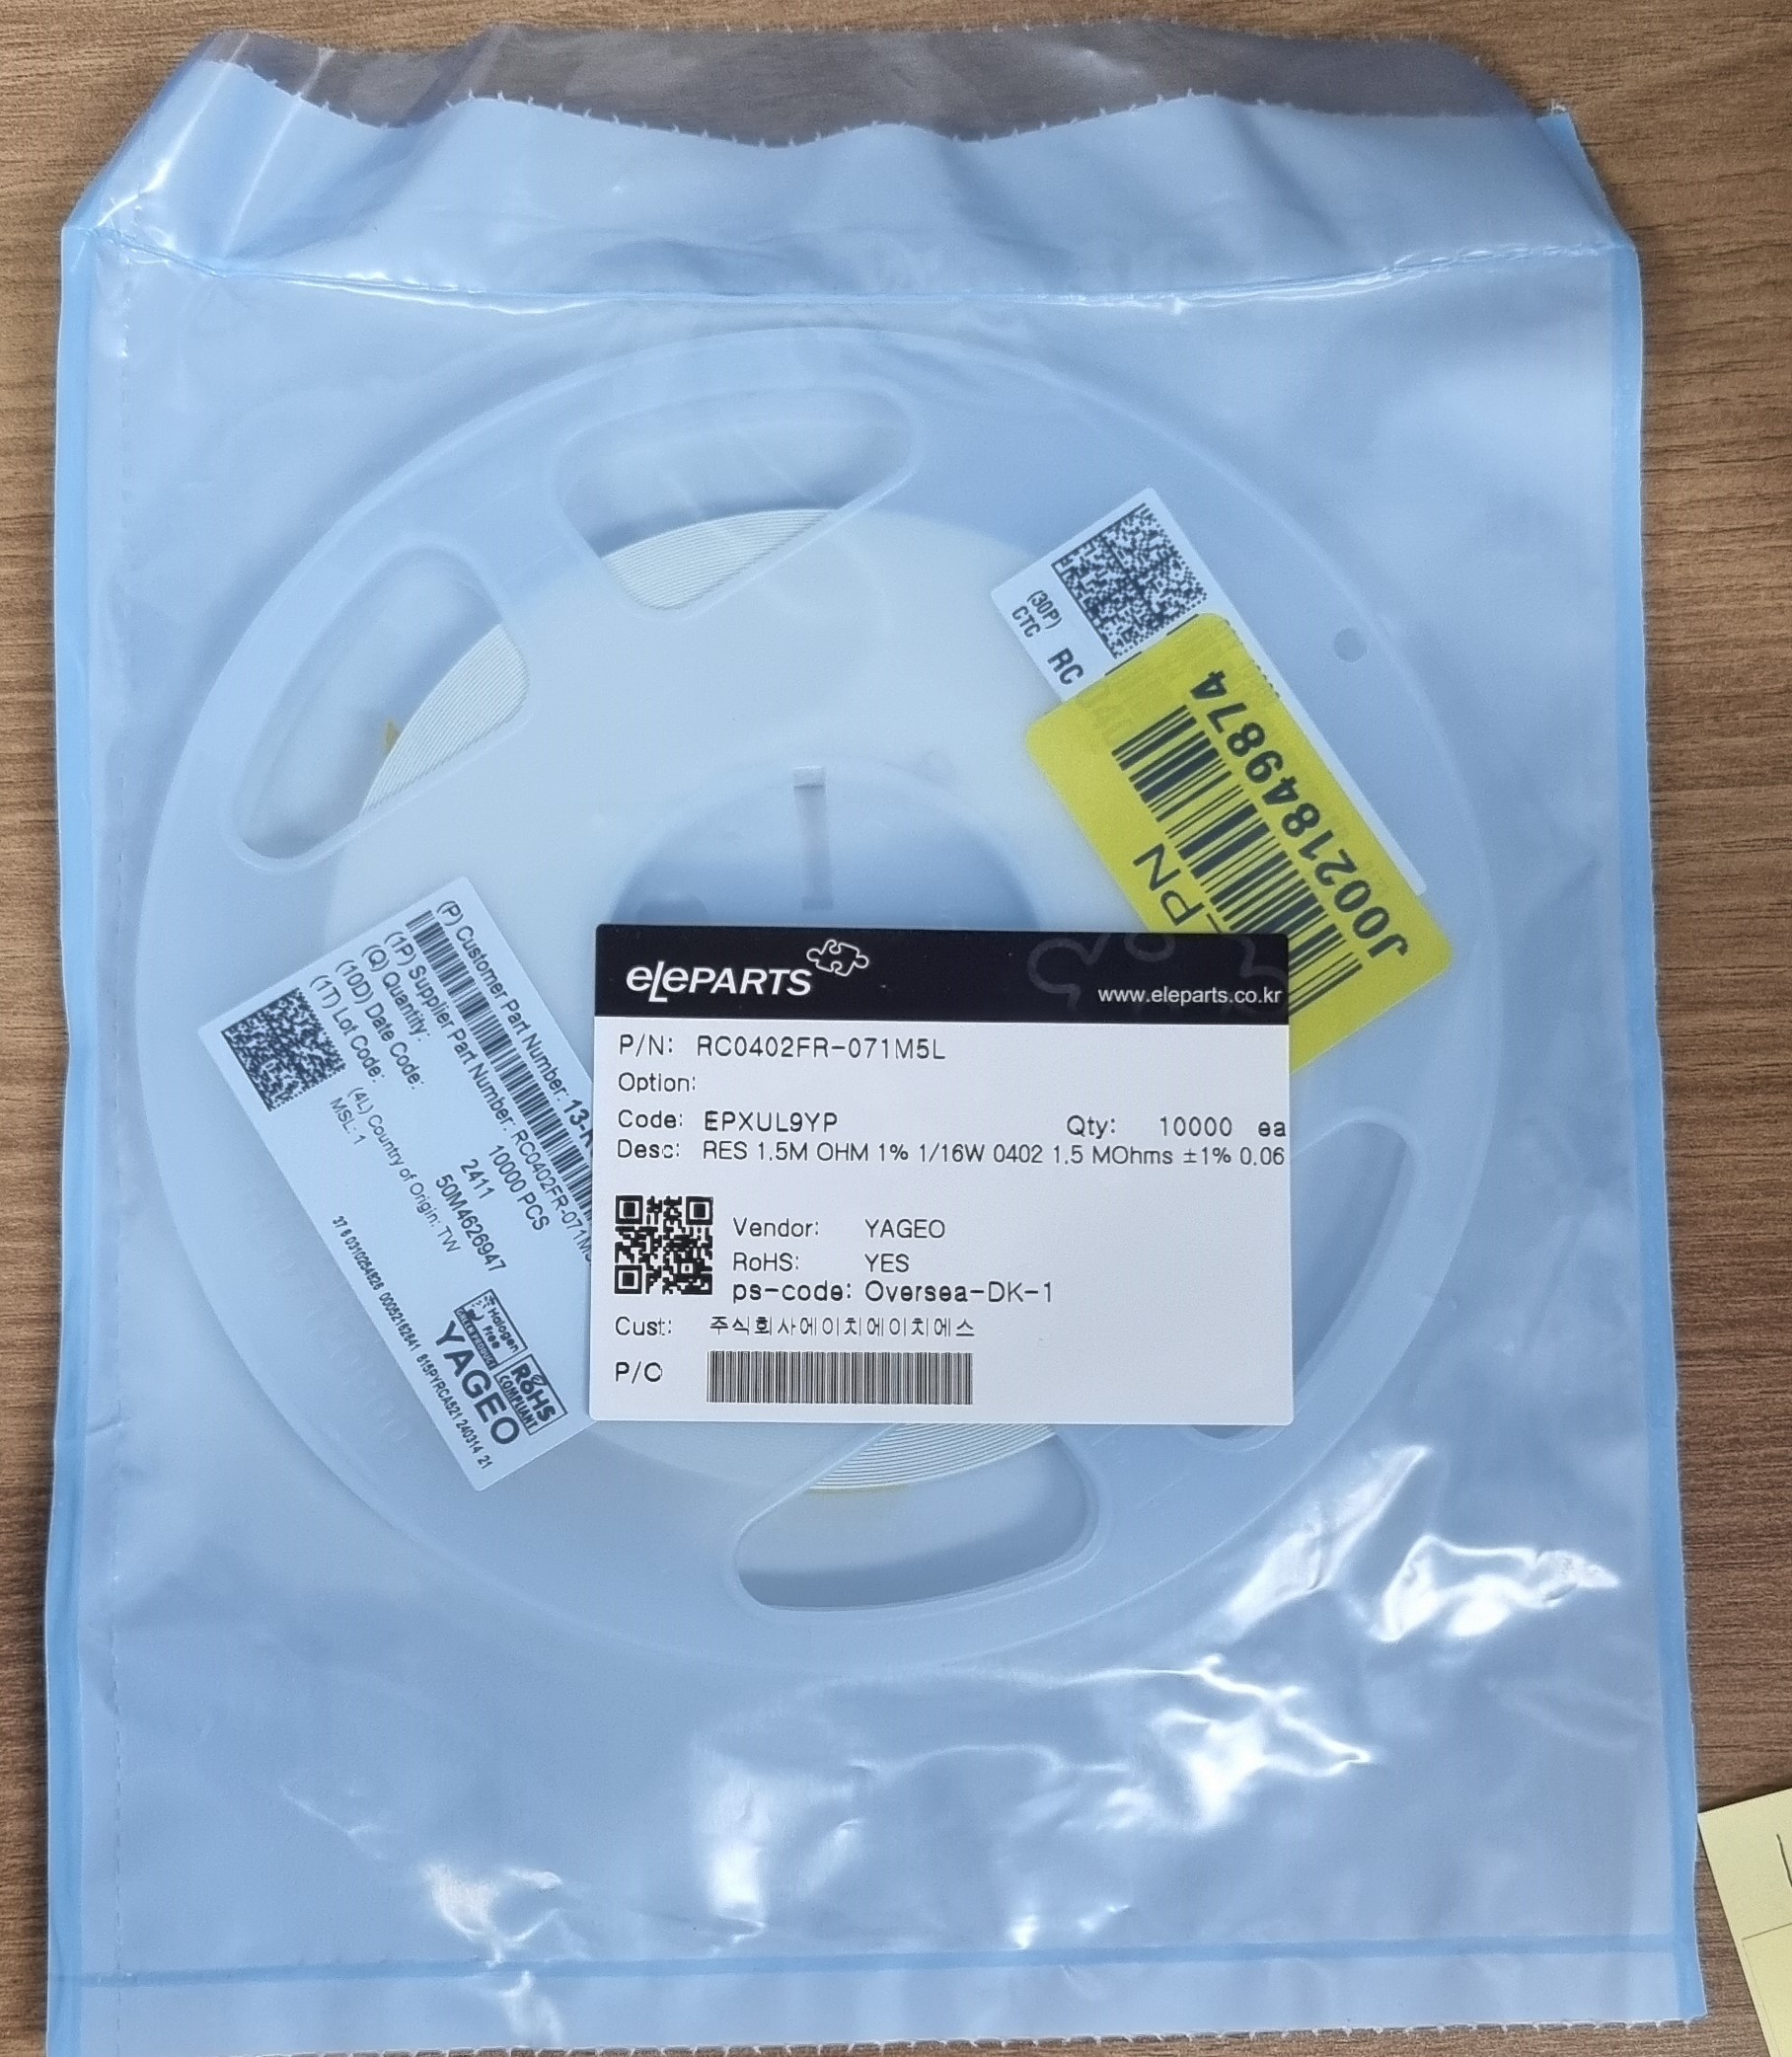 (30P)
CTC
RC
PN
J00218498​74
(P) Customer Part Number:
(1P) Supplier Part Number: RC0402FR-071M
(Q) Quantity: 10000 PCS
(10D) Date Code: 2411
(1T) Lot Code: 50M4626947
(4L) Country of Origin: TW
MSL: 1
Halogen
Free
GREEN PRODUCT
RoHS
COMPLIANT
YAGEO
eLePARTS
www.eleparts.co.kr
P/N: RC0402FR-071M5L
Option:
Code: EPXUL9YP Qty: 10000 ea
Desc: RES 1.5M OHM 1% 1/16W 0402 1.5 MOhms ±1% 0.06
Vendor: YAGEO
RoHS: YES
ps-code: Oversea-DK-1
Cust: 주식회사에이치에이치에스
P/O